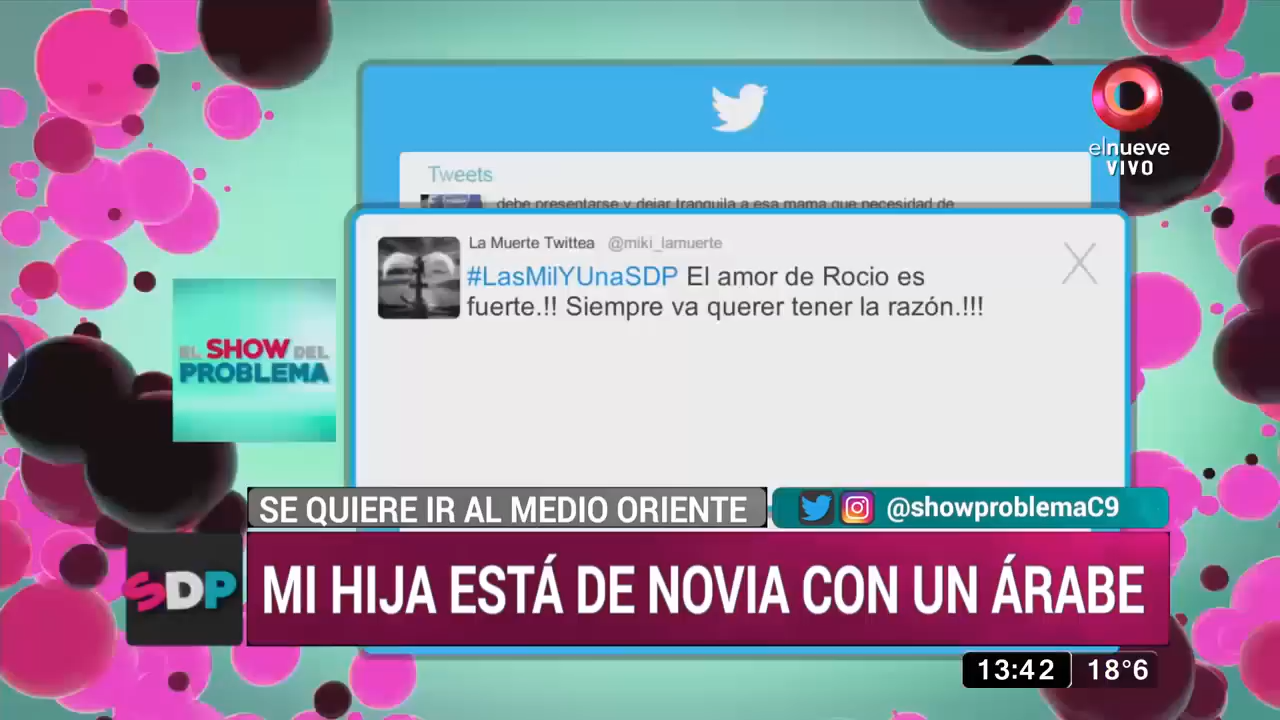 elnueve
VIVO
Tweets
debe presentarse y dejar tranquila a esa mama que necesidad de
La Muerte Twittea @miki_lamuerte
#LasMilYUnaSDP El amor de Rocio es
fuerte.!! Siempre va querer tener la razón.!!!
EL SHOW DEL
PROBLEMA
SE QUIERE IR AL MEDIO ORIENTE
@showproblemaC9
SDP
MI HIJA ESTÁ DE NOVIA CON UN ÁRABE
13:42 18°6